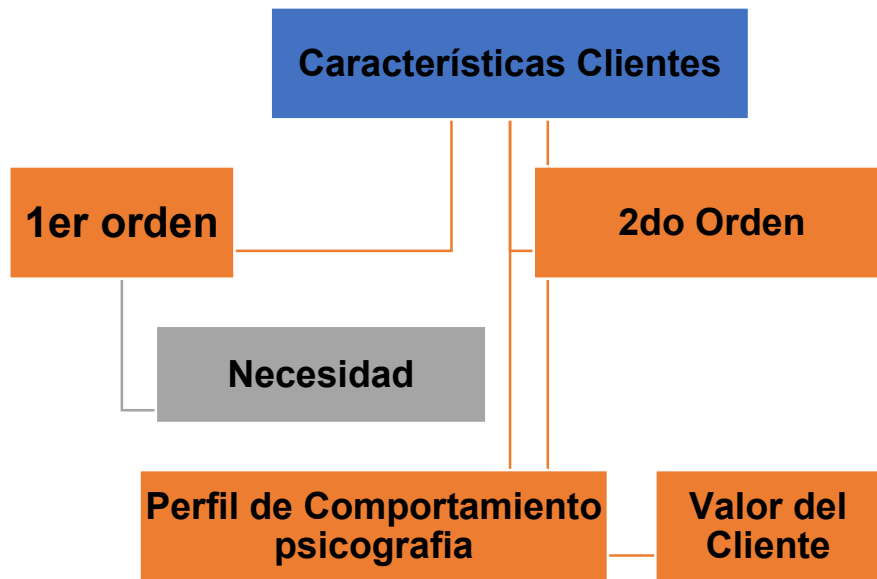 Características Clientes
1er orden
2do Orden
Necesidad
Perfil de Comportamiento
psicografia
Valor del
Cliente